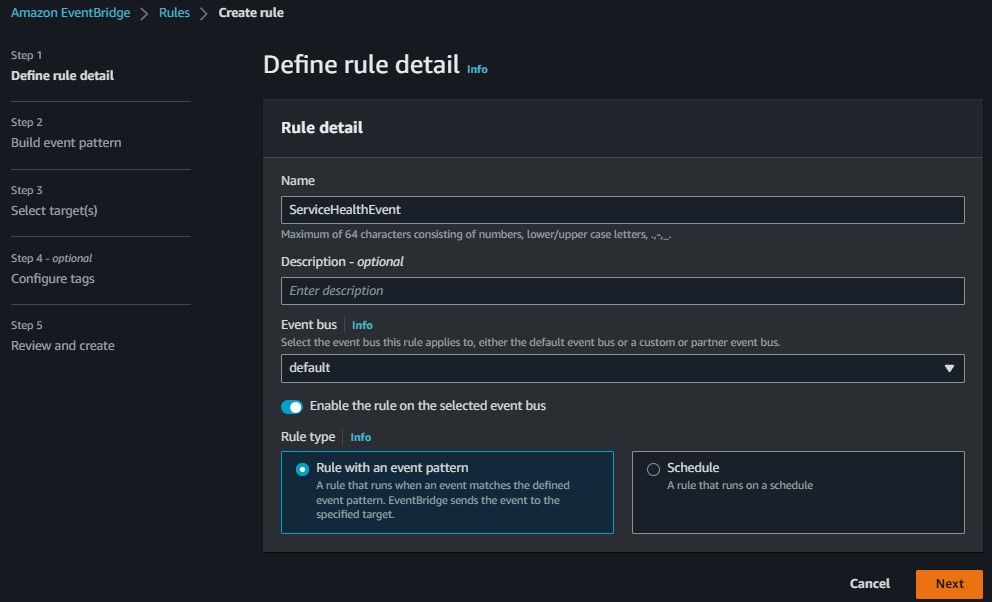 Amazon EventBridge > Rules > Create rule
Step 1
Define rule detail
Step 2
Build event pattern
Step 3
Select target(s)
Step 4 - optional
Configure tags
Step 5
Review and create
Define rule detail Info
Rule detail
Name
ServiceHealthEvent
Maximum of 64 characters consisting of numbers, lower/upper case letters, .,-,_.
Description - optional
Enter description
Event bus Info
Select the event bus this rule applies to, either the default event bus or a custom or partner event bus.
default
Enable the rule on the selected event bus
Rule type Info
Rule with an event pattern
A rule that runs when an event matches the defined
event pattern. EventBridge sends the event to the
specified target.
Schedule
A rule that runs on a schedule
Cancel
Next